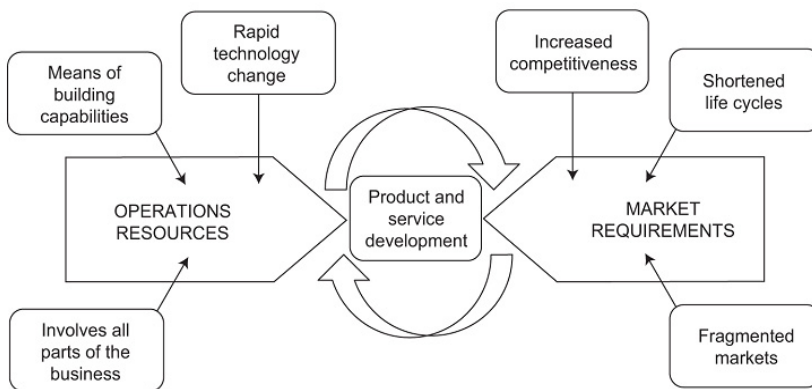 Rapid
technology
change
Increased
competitiveness
Means of
building
capabilities
Shortened
life cycles
OPERATIONS
RESOURCES
Product and
service
development
MARKET
REQUIREMENTS
Involves all
parts of the
business
Fragmented
markets